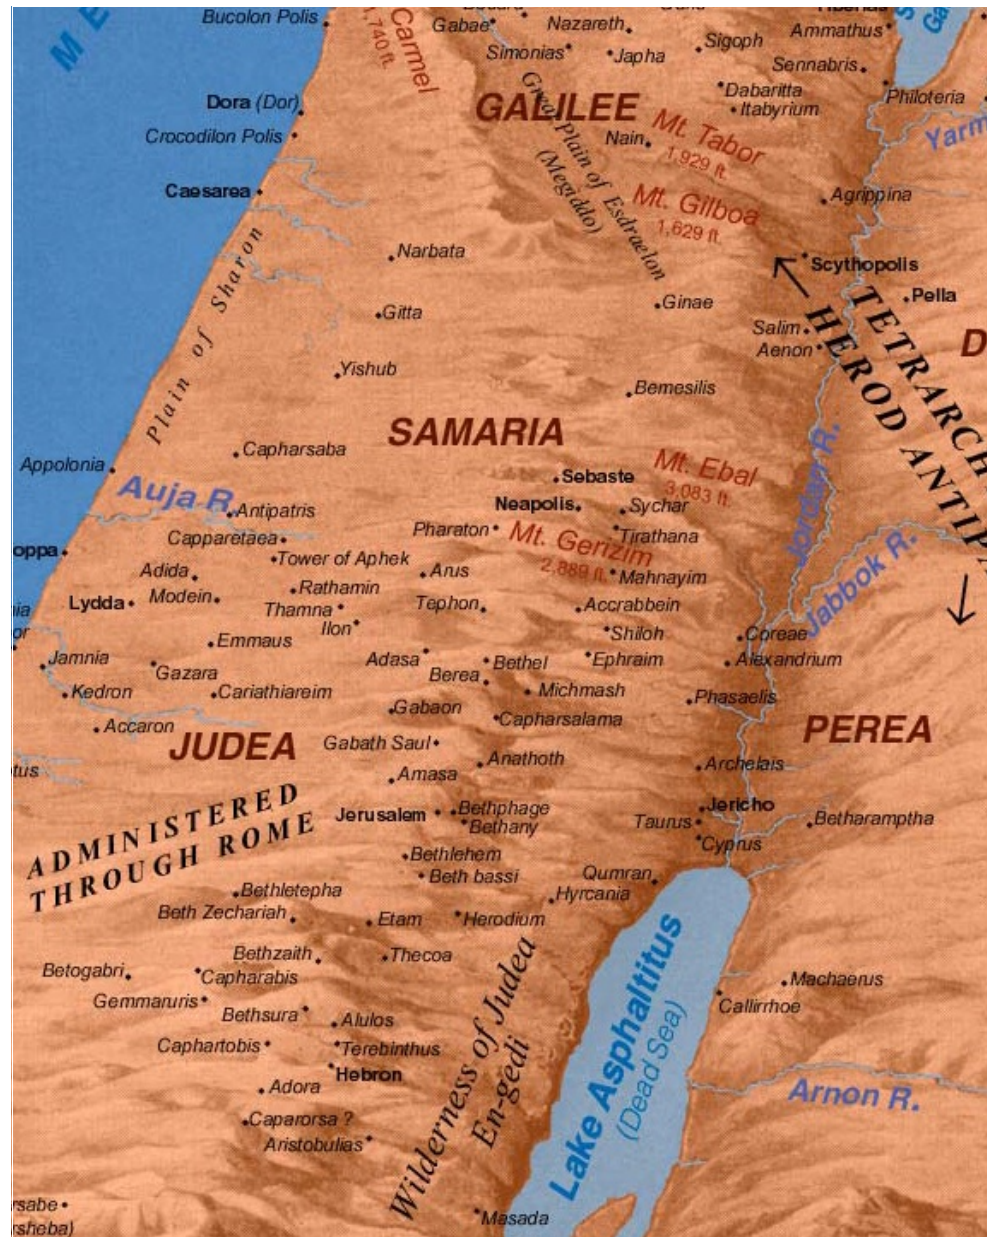 Bucolon Polis
Carmel
1,740 ft.
Gabae
Nazareth
Simonias
Japha
Sigoph
Ammathus
Sennabris
Dora (Dor)
Crocodilon Polis
GALILEE
Great Plain of Esdraelon
(Megiddo)
Dabaritta
Itabyrium
Philoteria
Nain
Mt. Tabor
1,929 ft.
Caesarea
Mt. Gilboa
1,629 ft.
Agrippina
Plain of Sharon
Narbata
Scythopolis
Pella
Gitta
Ginae
Salim
Aenon
TETRARCH
HEROD ANTIPA
Yishub
Bemesilis
SAMARIA
Capharsaba
Appolonia
Auja R.
Antipatris
Sebaste
Neapolis
Mt. Ebal
3,083 ft.
Sychar
Jordan R.
Capparetaea
Pharaton
Mt. Gerizim
2,889 ft.
Tirathana
oppa
Tower of Aphek
Adida
Arus
Mahnayim
Jabbok R.
Lydda
Modein
Rathamin
Thamna
Tephon
Accrabbein
Ilon
Shiloh
Coreae
Emmaus
Jamnia
Gazara
Adasa
Bethel
Ephraim
Alexandrium
Berea
Kedron
Cariathiareim
Michmash
Phasaelis
Gabaon
Capharsalama
Accaron
JUDEA
Gabath Saul
PEREA
Anathoth
Archelais
Amasa
ADMINISTERED
THROUGH ROME
Jerusalem
Bethphage
Bethany
Jericho
Taurus
Cyprus
Betharamptha
Bethlehem
Beth bassi
Qumran
Hyrcania
Bethletepha
Beth Zechariah
Etam
Herodium
Bethzaith
Thecoa
Betogabri
Capharabis
Gemmaruris
Machaerus
Callirrhoe
Bethsura
Alulos
Caphartobis
Terebinthus
Hebron
Wilderness of Judea
En-gedi
Lake Asphaltitus
(Dead Sea)
Arnon R.
Adora
Caparorsa ?
Aristobulias
rsabe
rsheba)
Masada